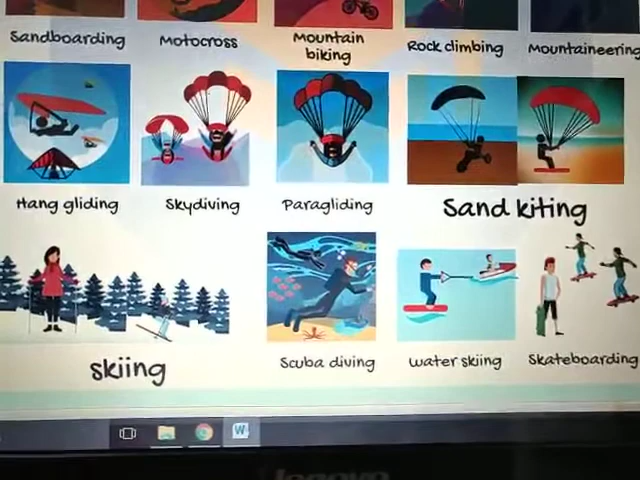 Sandboarding
Motocross
Mountain
biking
Rock climbing
Mountaineering
Hang gliding
Skydiving
Paragliding
Sand kiting
skiing
Scuba diving
water skiing
Skateboarding
W
lenovo